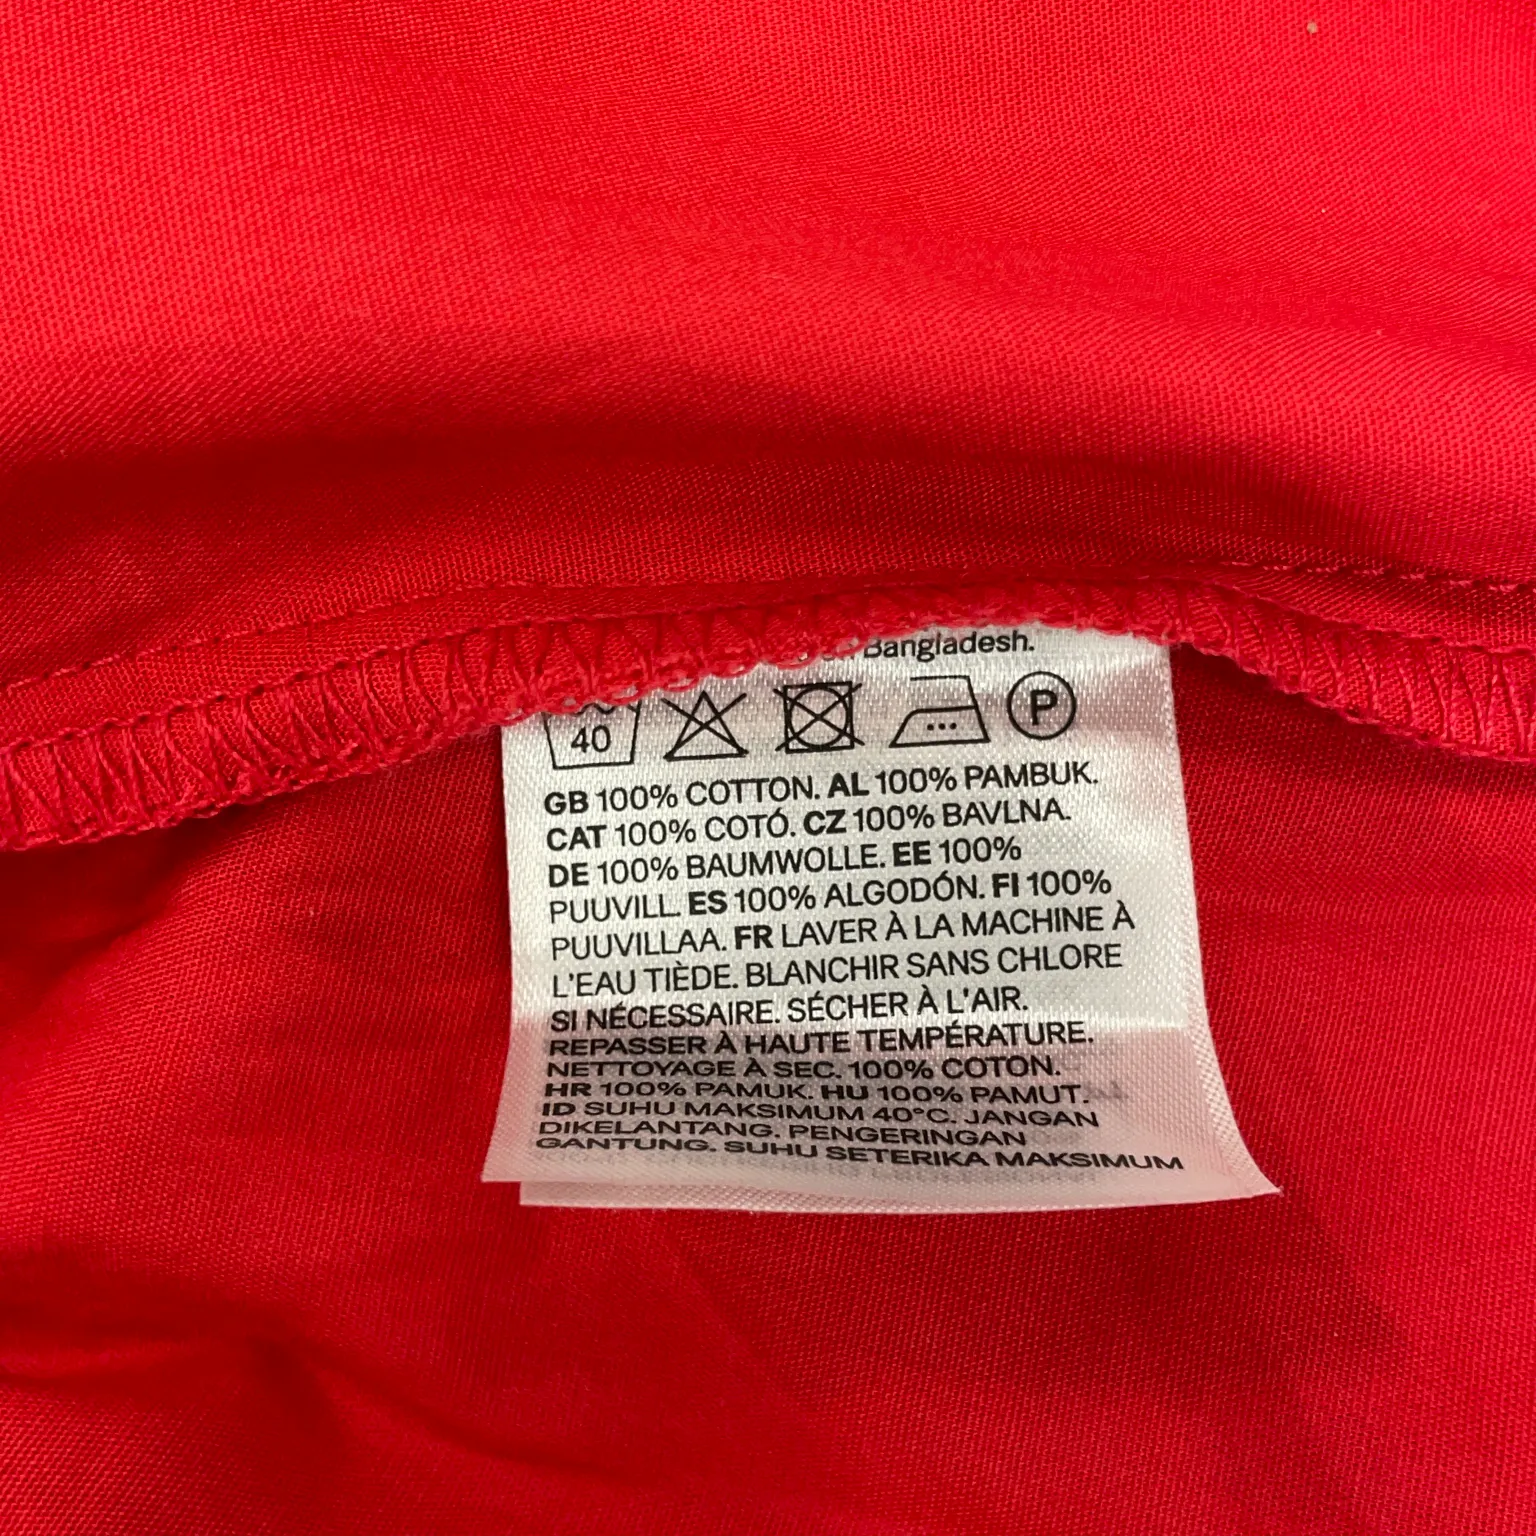 Bangladesh.
40 P
GB 100% COTTON. AL 100% PAMBUK.
CAT 100% COTÓ. CZ 100% BAVLNA.
DE 100% BAUMWOLLE. EE 100%
PUUVILL. ES 100% ALGODÓN. FI 100%
PUUVILLAA. FR LAVER À LA MACHINE À
L'EAU TIÈDE. BLANCHIR SANS CHLORE
SI NÉCESSAIRE. SÉCHER À L'AIR.
REPASSER À HAUTE TEMPÉRATURE.
NETTOYAGE À SEC. 100% COTON.
HR 100% PAMUK. HU 100% PAMUT.
ID SUHU MAKSIMUM 40°C. JANGAN
DIKELANTANG. PENGERINGAN
GANTUNG. SUHU SETERIKA MAKSIMUM